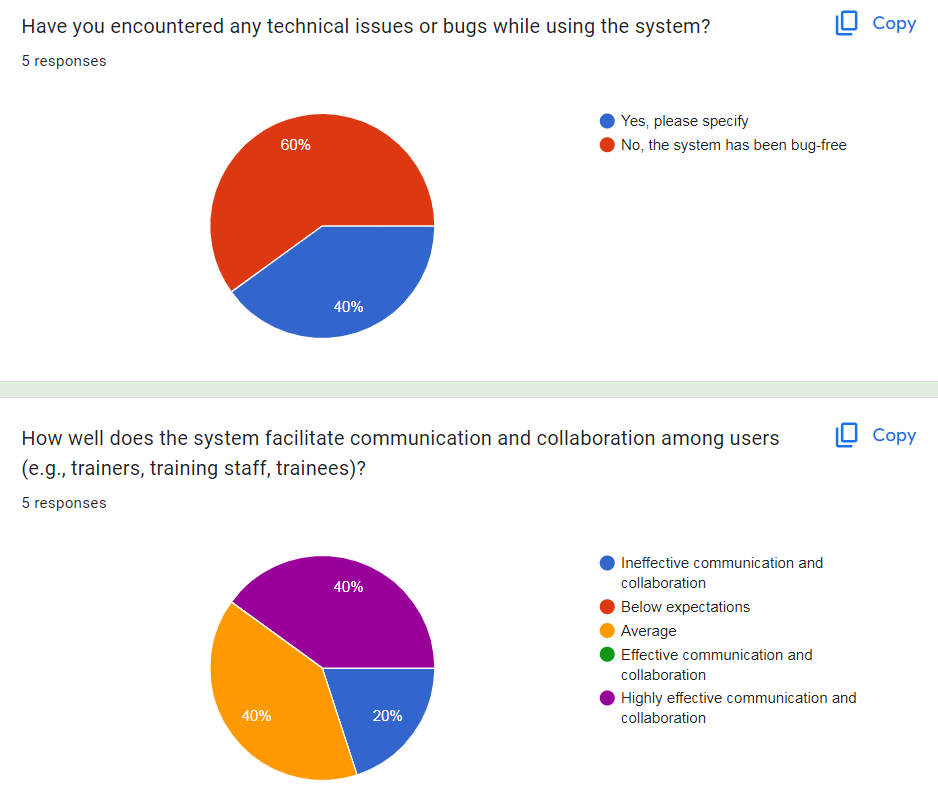 Have you encountered any technical issues or bugs while using the system?
Copy
5 responses
60%
40%
Yes, please specify
No, the system has been bug-free
How well does the system facilitate communication and collaboration among users
(e.g., trainers, training staff, trainees)?
Copy
5 responses
40%
40%
20%
Ineffective communication and
collaboration
Below expectations
Average
Effective communication and
collaboration
Highly effective communication and
collaboration